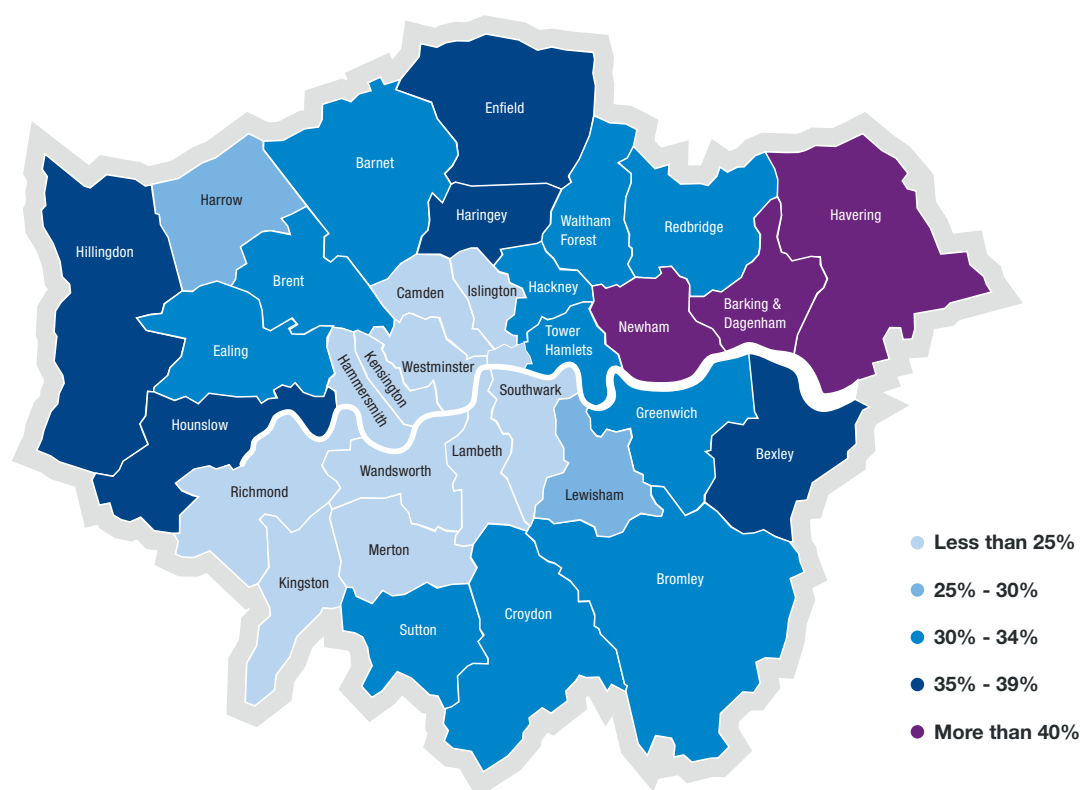 Enfield
Barnet
Harrow
Haringey
Waltham
Forest
Redbridge
Havering
Hillingdon
Brent
Camden
Islington
Hackney
Newham
Barking &
Dagenham
Ealing
Tower
Hamlets
Hammersmith
Kensington
Westminster
Southwark
Greenwich
Hounslow
Bexley
Lambeth
Wandsworth
Richmond
Lewisham
Merton
Kingston
Bromley
Croydon
Sutton
Less than 25%
25% - 30%
30% - 34%
35% - 39%
More than 40%